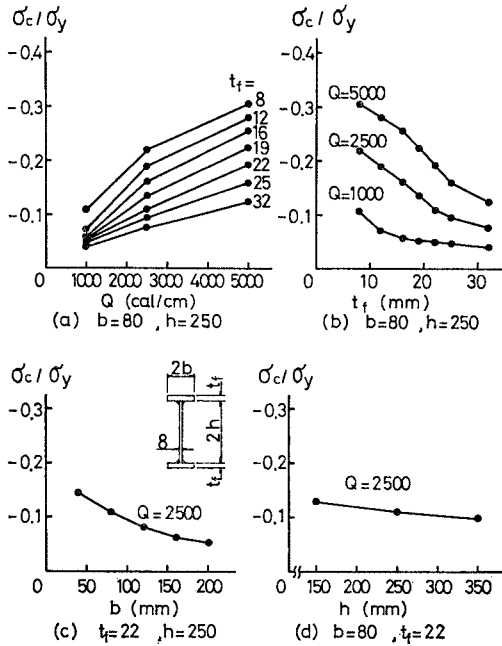 σc/σy
-0.4
-0.3
-0.2
-0.1
0
tf=
8
12
16
19
22
25
32
1000 2000 3000 4000 5000
Q (cal/cm)
(a) b=80 ,h=250
σc/σy
-0.4
-0.3
-0.2
-0.1
0
Q=5000
Q=2500
Q=1000
10 20 30
tf (mm)
(b) b=80 ,h=250
σc/σy
-0.3
-0.2
-0.1
0
2b
tf
8
2h
tf
Q=2500
50 100 150 200
b (mm)
(c) tf=22 ,h=250
σc/σy
-0.3
-0.2
-0.1
0
Q=2500
150 200 250 300 350
h (mm)
(d) b=80 ,tf=22